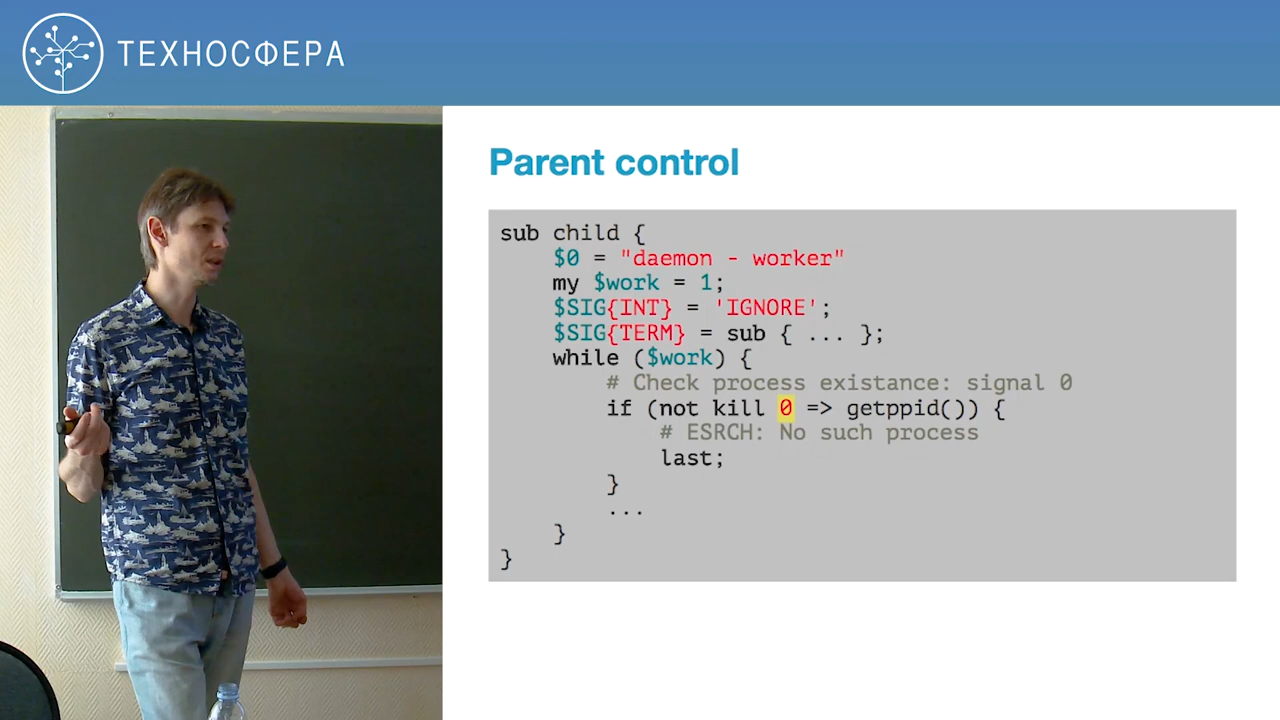 ТЕХНОСФЕРА
Parent control
sub child {
$0 = "daemon - worker"
my $work = 1;
$SIG{INT} = 'IGNORE';
$SIG{TERM} = sub { ... };
while ($work) {
# Check process existance: signal 0
if (not kill 0 => getppid()) {
# ESRCH: No such process
last;
}
...
}
}